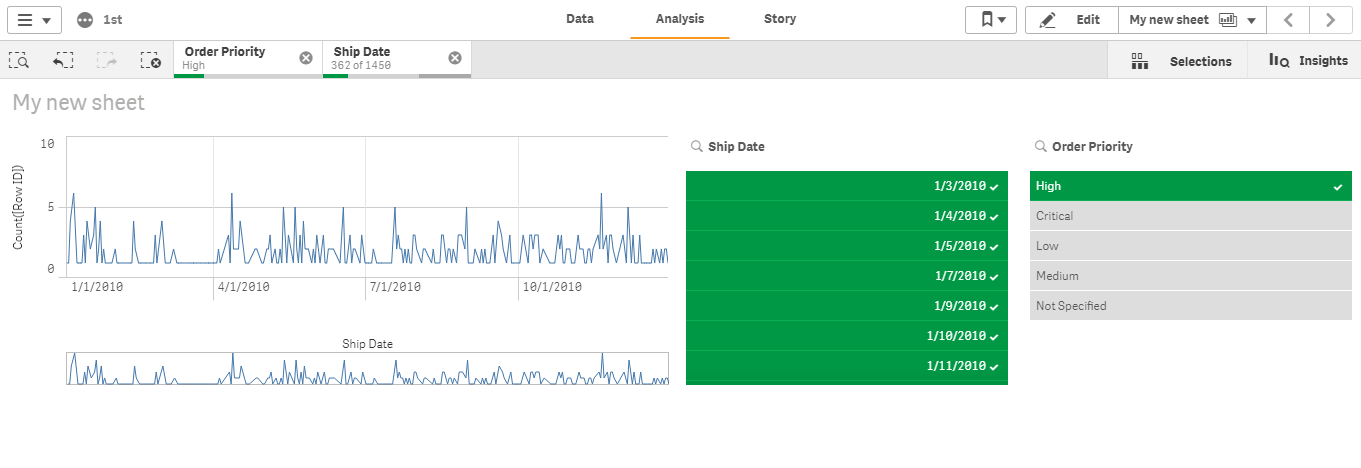 1st
Data
Analysis
Story
Edit
My new sheet
Order Priority
High
Ship Date
362 of 1450
Selections
Insights
My new sheet
Count([Row ID])
10
5
0
1/1/2010
4/1/2010
7/1/2010
10/1/2010
Ship Date
Ship Date
1/3/2010
1/4/2010
1/5/2010
1/7/2010
1/9/2010
1/10/2010
1/11/2010
Order Priority
High
Critical
Low
Medium
Not Specified